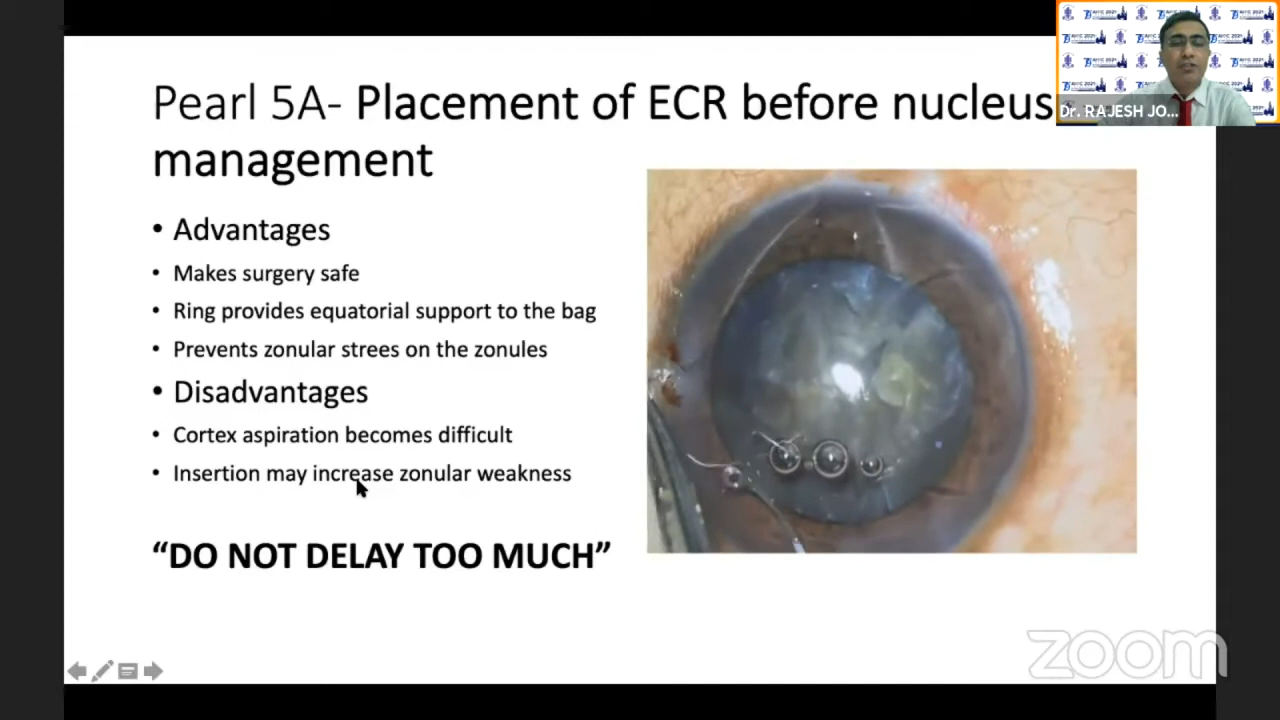 Pearl 5A- Placement of ECR before nucleus
management
• Advantages
• Makes surgery safe
• Ring provides equatorial support to the bag
• Prevents zonular strees on the zonules
• Disadvantages
• Cortex aspiration becomes difficult
• Insertion may increase zonular weakness
“DO NOT DELAY TOO MUCH”
Dr. RAJESH JO...
zoom